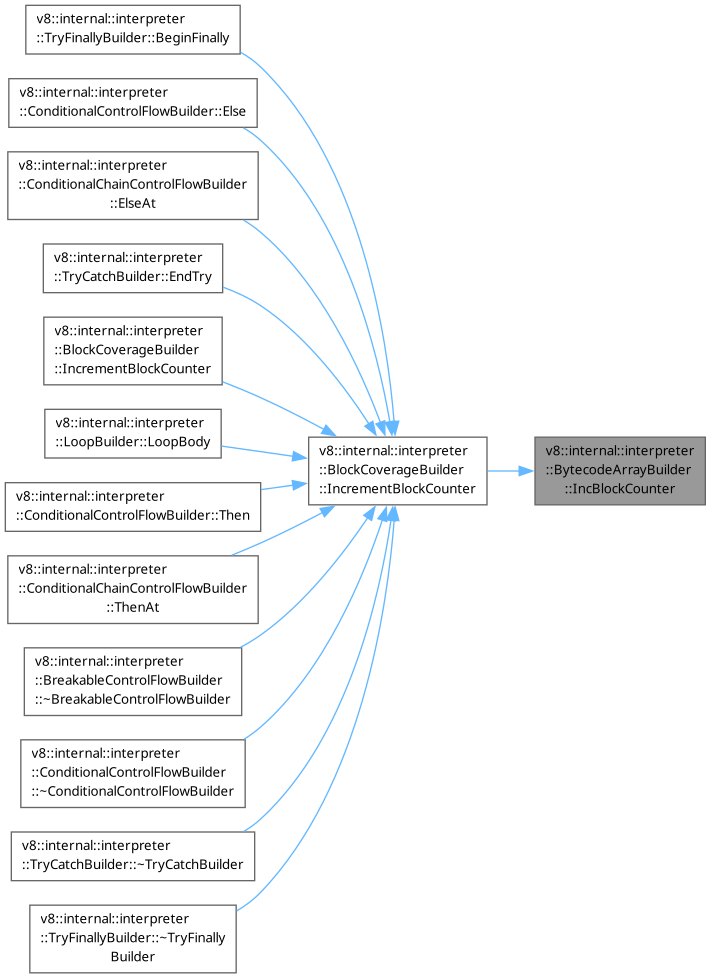 v8::internal::interpreter
::TryFinallyBuilder::BeginFinally
v8::internal::interpreter
::ConditionalControlFlowBuilder::Else
v8::internal::interpreter
::ConditionalChainControlFlowBuilder
::ElseAt
v8::internal::interpreter
::TryCatchBuilder::EndTry
v8::internal::interpreter
::BlockCoverageBuilder
::IncrementBlockCounter
v8::internal::interpreter
::LoopBuilder::LoopBody
v8::internal::interpreter
::ConditionalControlFlowBuilder::Then
v8::internal::interpreter
::ConditionalChainControlFlowBuilder
::ThenAt
v8::internal::interpreter
::BreakableControlFlowBuilder
::~BreakableControlFlowBuilder
v8::internal::interpreter
::ConditionalControlFlowBuilder
::~ConditionalControlFlowBuilder
v8::internal::interpreter
::TryCatchBuilder::~TryCatchBuilder
v8::internal::interpreter
::TryFinallyBuilder::~TryFinally
Builder
v8::internal::interpreter
::BlockCoverageBuilder
::IncrementBlockCounter
v8::internal::interpreter
::BytecodeArrayBuilder
::IncBlockCounter